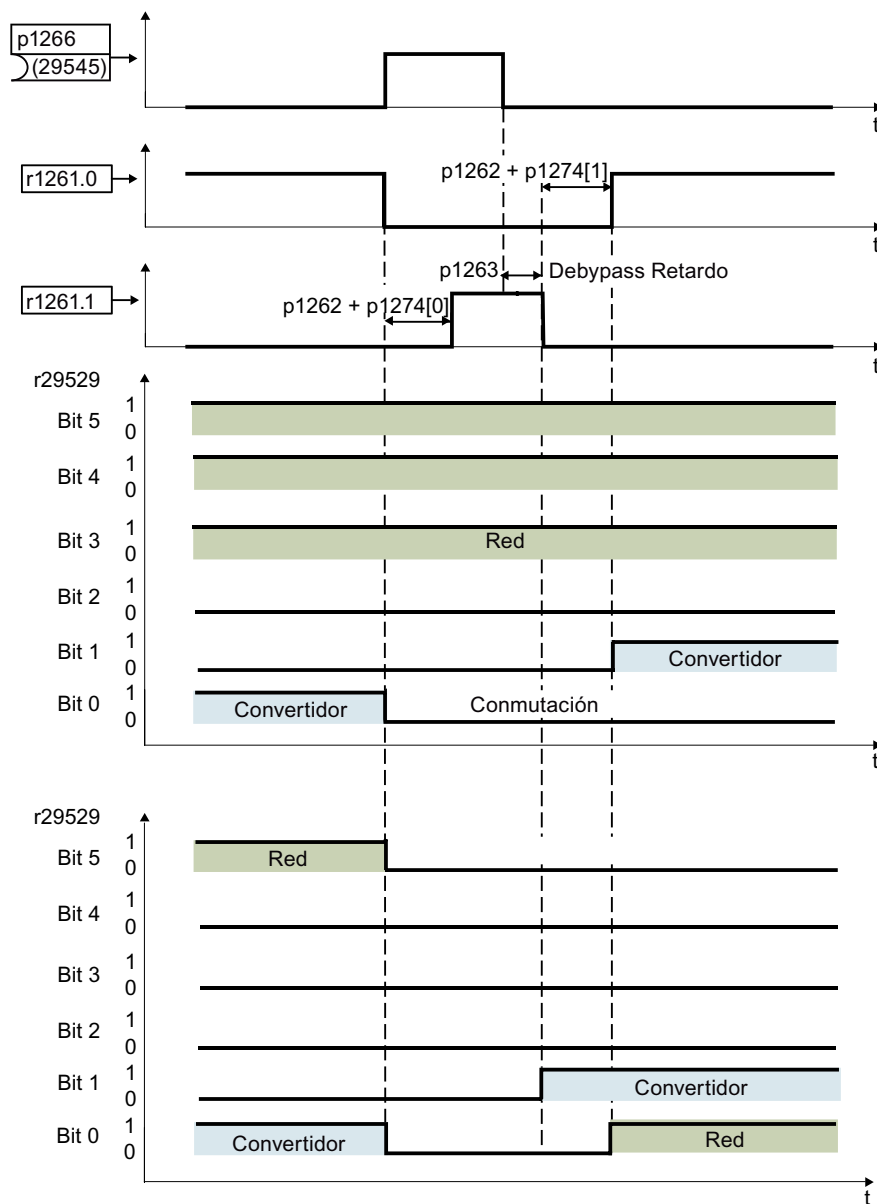 p1266
(29545)
t
r1261.0
p1262 + p1274[1]
t
p1263
Debypass Retardo
r1261.1
p1262 + p1274[0]
t
r29529
Bit 5
1
0
Bit 4
1
0
Bit 3
1
0
Red
Bit 2
1
0
Bit 1
1
0
Convertidor
Bit 0
1
0
Convertidor
Conmutación
t
r29529
Bit 5
1
0
Red
Bit 4
1
0
Bit 3
1
0
Bit 2
1
0
Bit 1
1
0
Convertidor
Bit 0
1
0
Convertidor
Red
t